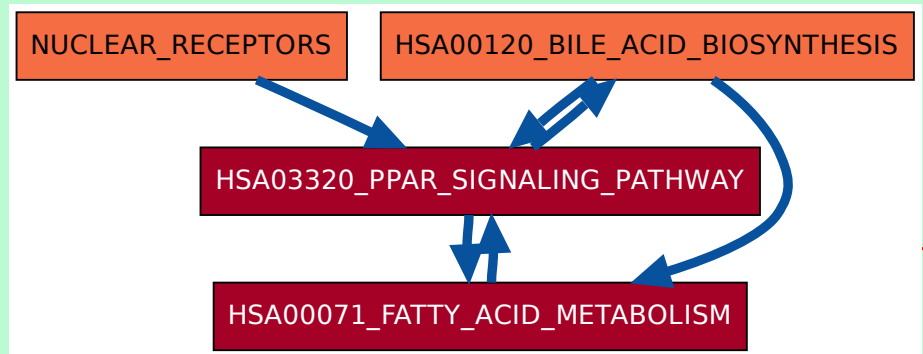 NUCLEAR_RECEPTORS
HSA00120_BILE_ACID_BIOSYNTHESIS
HSA03320_PPAR_SIGNALING_PATHWAY
HSA00071_FATTY_ACID_METABOLISM